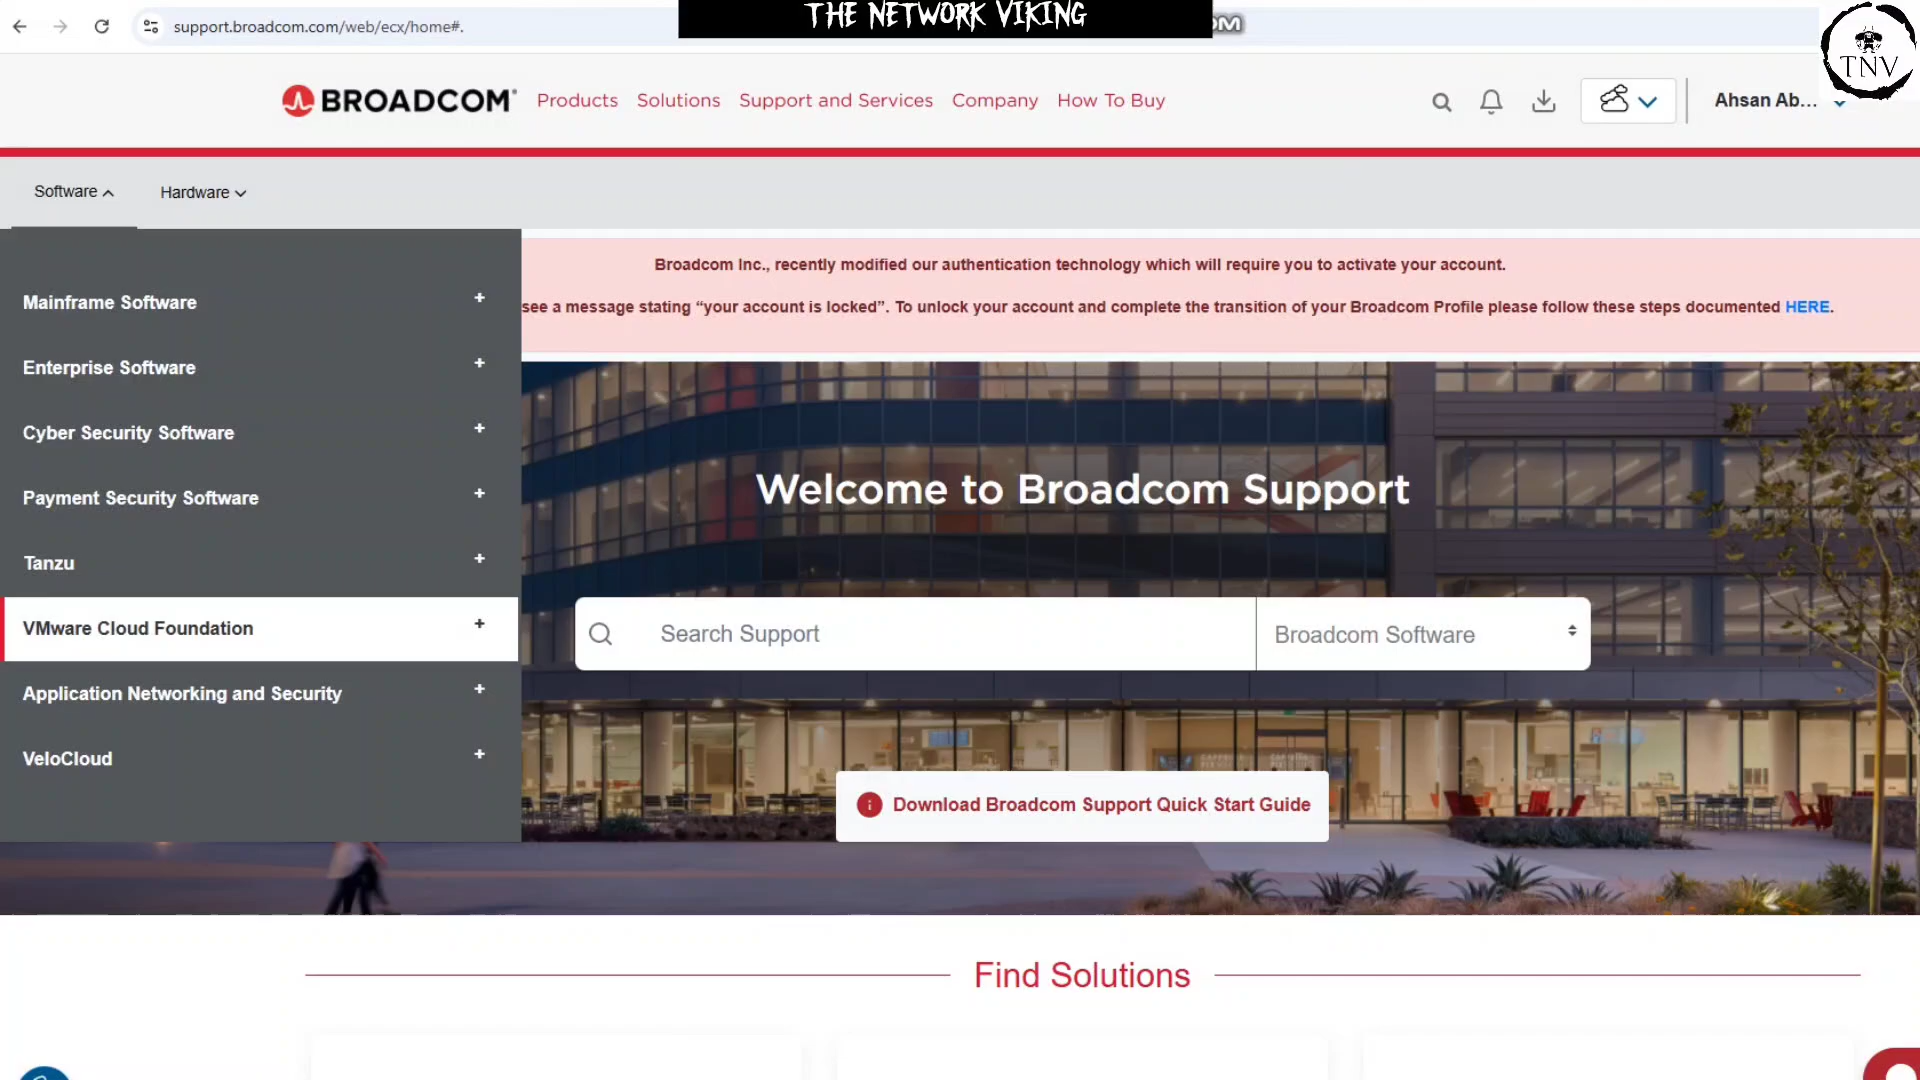 THE NETWORK VIKING
OM
support.broadcom.com/web/ecx/home#.
TNV
BROADCOM
Products
Solutions
Support and Services
Company
How To Buy
Ahsan Ab...
Software
Hardware
Broadcom Inc., recently modified our authentication technology which will require you to activate your account.
see a message stating “your account is locked”. To unlock your account and complete the transition of your Broadcom Profile please follow these steps documented HERE.
Mainframe Software +
Enterprise Software +
Cyber Security Software +
Payment Security Software +
Tanzu +
VMware Cloud Foundation +
Application Networking and Security +
VeloCloud +
Welcome to Broadcom Support
Search Support
Broadcom Software
Download Broadcom Support Quick Start Guide
Find Solutions